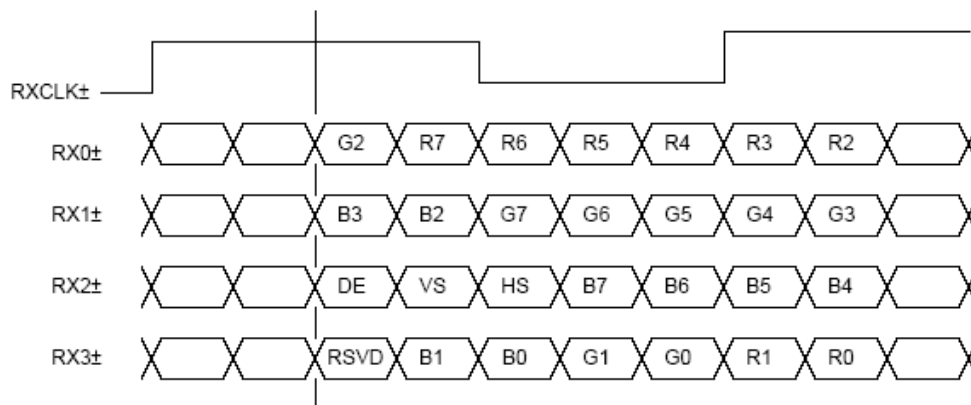 RXCLK±
RX0± G2 R7 R6 R5 R4 R3 R2
RX1± B3 B2 G7 G6 G5 G4 G3
RX2± DE VS HS B7 B6 B5 B4
RX3± RSVD B1 B0 G1 G0 R1 R0